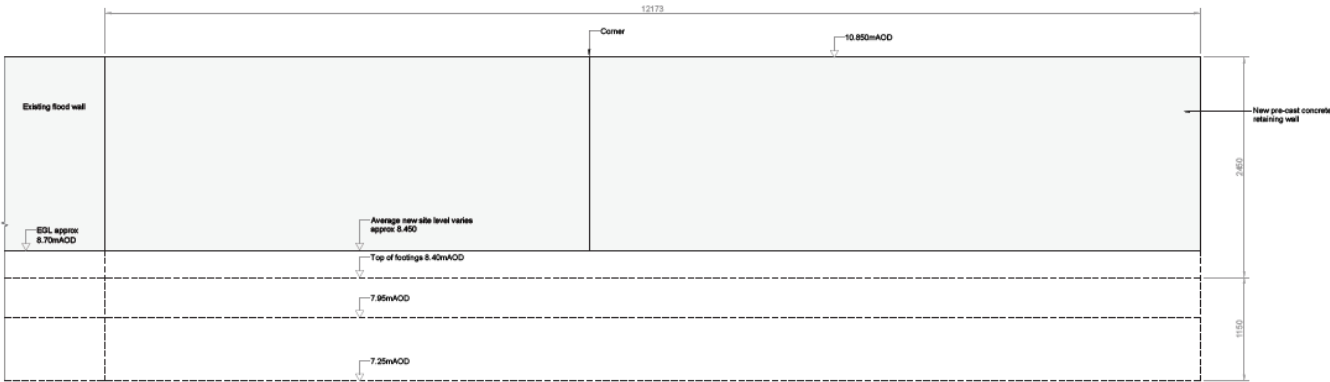 12173
Corner
10.850mAOD
Existing flood wall
New pre-cast concrete
retaining wall
2450
Average new site level varies
approx 8.450
EGL approx
8.70mAOD
Top of footings 8.40mAOD
7.95mAOD
1150
7.25mAOD